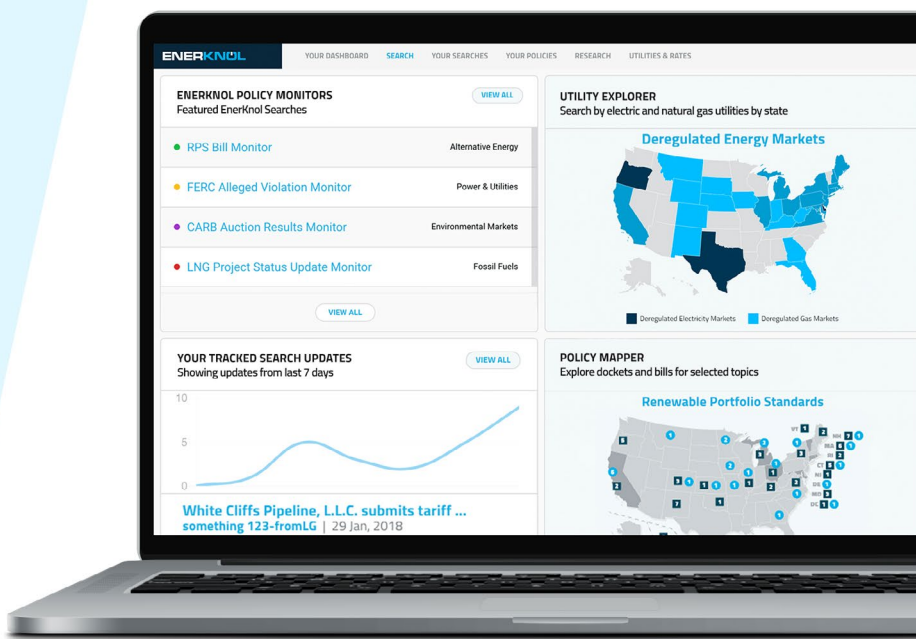 ENERKNOL
YOUR DASHBOARD
SEARCH
YOUR SEARCHES
YOUR POLICIES
RESEARCH
UTILITIES & RATES
ENERKNOL POLICY MONITORS
VIEW ALL
Featured EnerKnol Searches
RPS Bill Monitor
Alternative Energy
FERC Alleged Violation Monitor
Power & Utilities
CARB Auction Results Monitor
Environmental Markets
LNG Project Status Update Monitor
Fossil Fuels
VIEW ALL
UTILITY EXPLORER
Search by electric and natural gas utilities by state
Deregulated Energy Markets
Deregulated Electricity Markets
Deregulated Gas Markets
YOUR TRACKED SEARCH UPDATES
VIEW ALL
Showing updates from last 7 days
10
5
0
White Cliffs Pipeline, L.L.C. submits tariff ...
something 123-fromLG | 29 Jan, 2018
POLICY MAPPER
Explore dockets and bills for selected topics
Renewable Portfolio Standards
VT
MA
CT